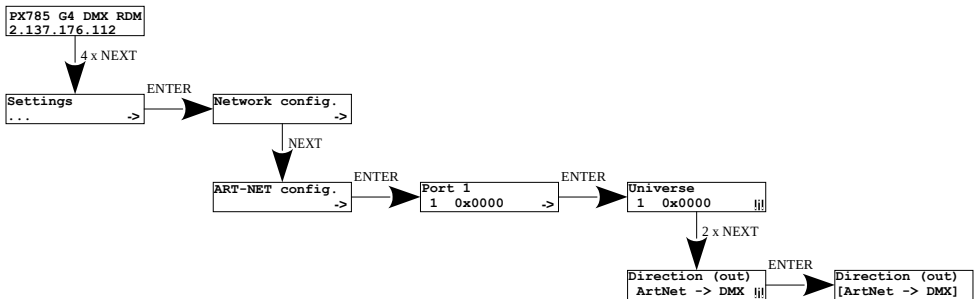 PX785 G4 DMX RDM
2.137.176.112
4 x NEXT
Settings
... ->
ENTER
Network config.
->
NEXT
ART-NET config.
->
ENTER
Port 1
1 0x0000 ->
ENTER
Universe
1 0x0000 !¡!
2 x NEXT
Direction (out)
ArtNet -> DMX !¡!
ENTER
Direction (out)
[ArtNet -> DMX]